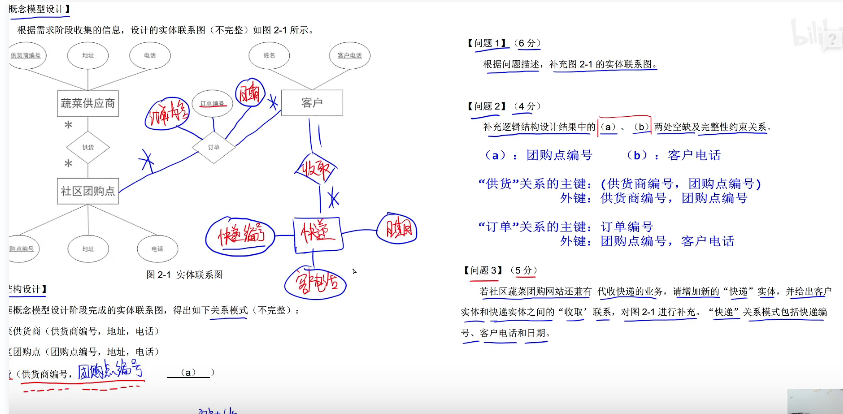 概念模型设计】
根据需求阶段收集的信息，设计的实体联系图（不完整）如图 2-1 所示。
供货商编号
地址
电话
姓名
客户电话
蔬菜供应商
订单编号
日期
客户
*
*
供货
订单
*
收取
1
*
*
社区团购点
1
*
快递编号
快递
日期
地址
电话
图 2-1 实体联系图
结构设计】
概念模型设计阶段完成的实体联系图，得出如下关系模式（不完整）：
供货商（供货商编号，地址，电话）
团购点（团购点编号，地址，电话）
（供货商编号，团购点编号 （a） ）
bilibili
【问题 1】（6 分）
根据问题描述，补充图 2-1 的实体联系图。
【问题 2】（4 分）
补充逻辑结构设计结果中的（a）、（b）两处空缺及完整性约束关系。
（a）：团购点编号 （b）：客户电话
“供货”关系的主键：(供货商编号，团购点编号)
外键：供货商编号，团购点编号
“订单”关系的主键：订单编号
外键：团购点编号，客户电话
【问题 3】（5 分）
若社区蔬菜团购网站还兼有 代收快递的业务，请增加新的“快递”实体，并给出客户
实体和快递实体之间的“收取’联系，对图 2-1 进行补充。“快递”关系模式包括快递编
号、客户电话和日期。